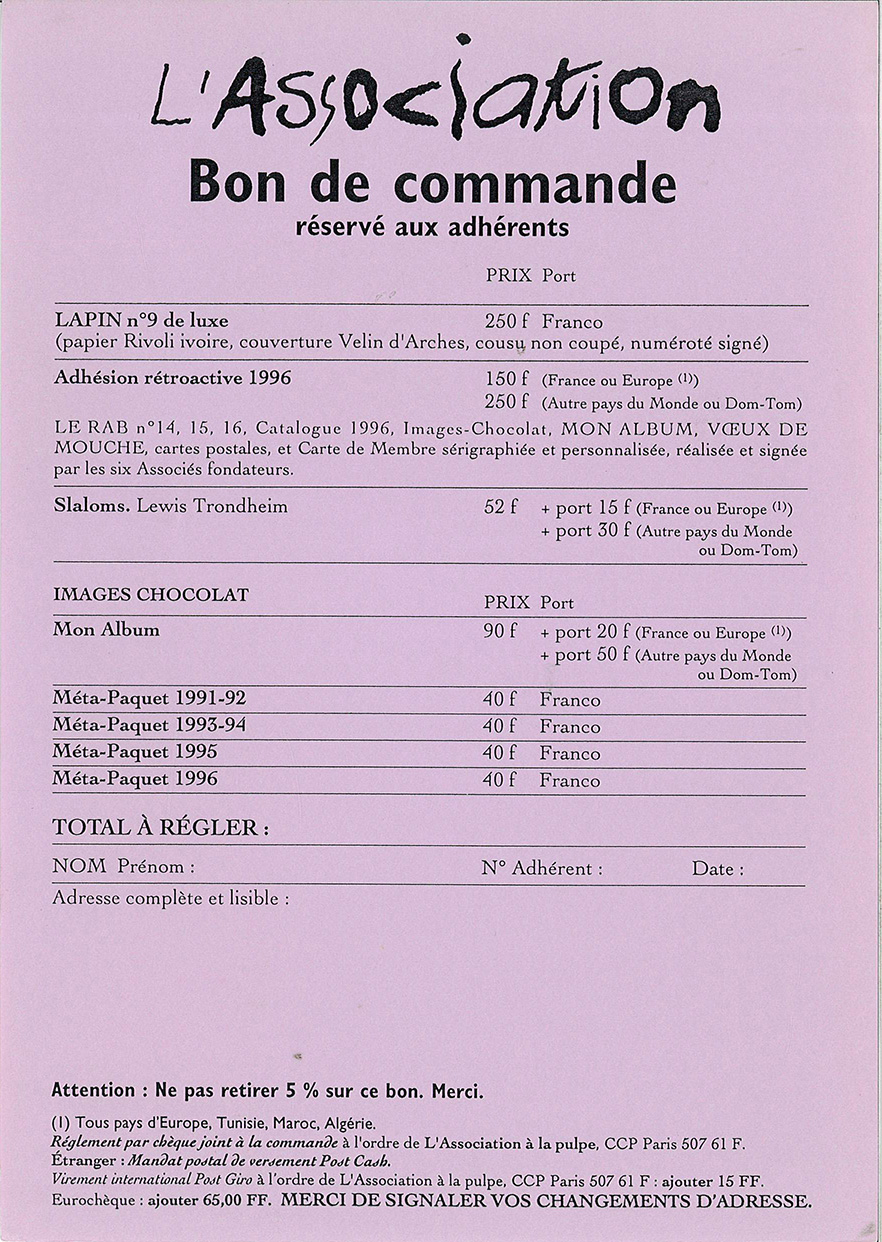 L'Association
Bon de commande
réservé aux adhérents
PRIX Port
LAPIN n°9 de luxe 250 f Franco
(papier Rivoli ivoire, couverture Velin d'Arches, cousu non coupé, numéroté signé)
Adhésion rétroactive 1996 150 f (France ou Europe (1))
250 f (Autre pays du Monde ou Dom-Tom)
LE RAB n°14, 15, 16, Catalogue 1996, Images-Chocolat, MON ALBUM, VŒUX DE
MOUCHE, cartes postales, et Carte de Membre sérigraphiée et personnalisée, réalisée et signée
par les six Associés fondateurs.
Slaloms. Lewis Trondheim 52 f + port 15 f (France ou Europe (1))
+ port 30 f (Autre pays du Monde
ou Dom-Tom)
IMAGES CHOCOLAT PRIX Port
Mon Album 90 f + port 20 f (France ou Europe (1))
+ port 50 f (Autre pays du Monde
ou Dom-Tom)
Méta-Paquet 1991-92 40 f Franco
Méta-Paquet 1993-94 40 f Franco
Méta-Paquet 1995 40 f Franco
Méta-Paquet 1996 40 f Franco
TOTAL À RÉGLER :
NOM Prénom : N° Adhérent : Date :
Adresse complète et lisible :
Attention : Ne pas retirer 5 % sur ce bon. Merci.
(1) Tous pays d'Europe, Tunisie, Maroc, Algérie.
Réglement par chèque joint à la commande à l'ordre de L'Association à la pulpe, CCP Paris 507 61 F.
Étranger : Mandat postal de versement Post Cash.
Virement international Post Giro à l'ordre de L'Association à la pulpe, CCP Paris 507 61 F : ajouter 15 FF.
Eurochèque : ajouter 65,00 FF. MERCI DE SIGNALER VOS CHANGEMENTS D'ADRESSE.